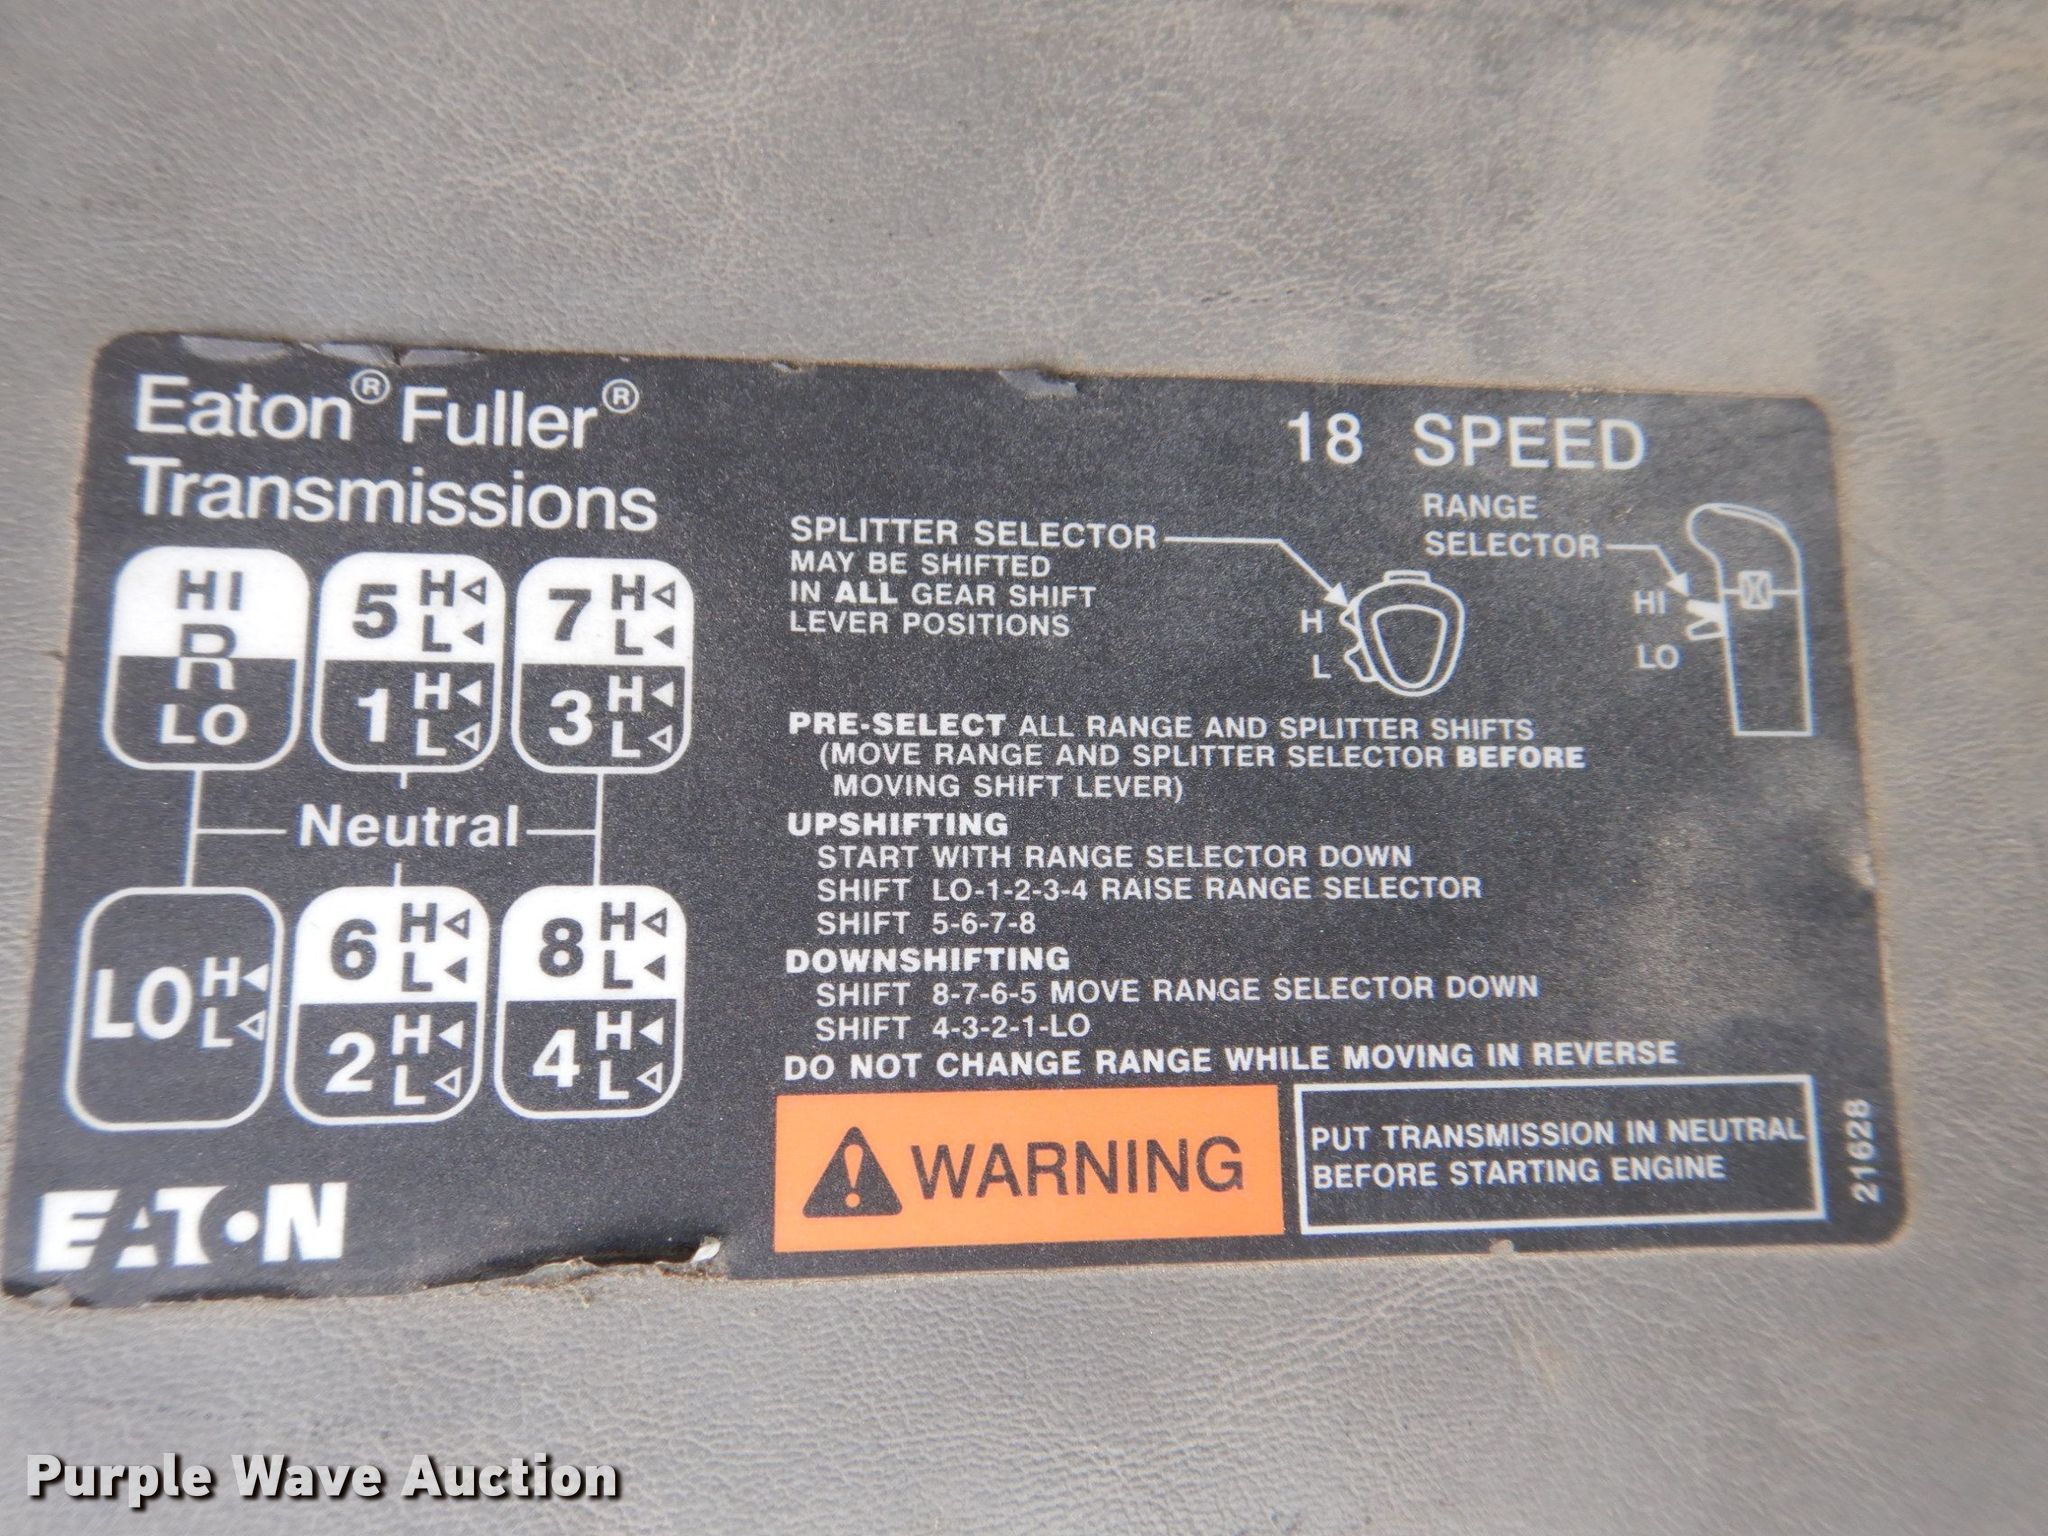 Eaton® Fuller®
Transmissions
HI
R
LO
5 H L
1 H L
7 H L
3 H L
Neutral
LO H L
6 H L
2 H L
8 H L
4 H L
EATON
18 SPEED
SPLITTER SELECTOR
MAY BE SHIFTED
IN ALL GEAR SHIFT
LEVER POSITIONS
H
L
RANGE
SELECTOR
HI
LO
PRE-SELECT ALL RANGE AND SPLITTER SHIFTS
(MOVE RANGE AND SPLITTER SELECTOR BEFORE
MOVING SHIFT LEVER)
UPSHIFTING
START WITH RANGE SELECTOR DOWN
SHIFT LO-1-2-3-4 RAISE RANGE SELECTOR
SHIFT 5-6-7-8
DOWNSHIFTING
SHIFT 8-7-6-5 MOVE RANGE SELECTOR DOWN
SHIFT 4-3-2-1-LO
DO NOT CHANGE RANGE WHILE MOVING IN REVERSE
WARNING
PUT TRANSMISSION IN NEUTRAL
BEFORE STARTING ENGINE
21628
Purple Wave Auction